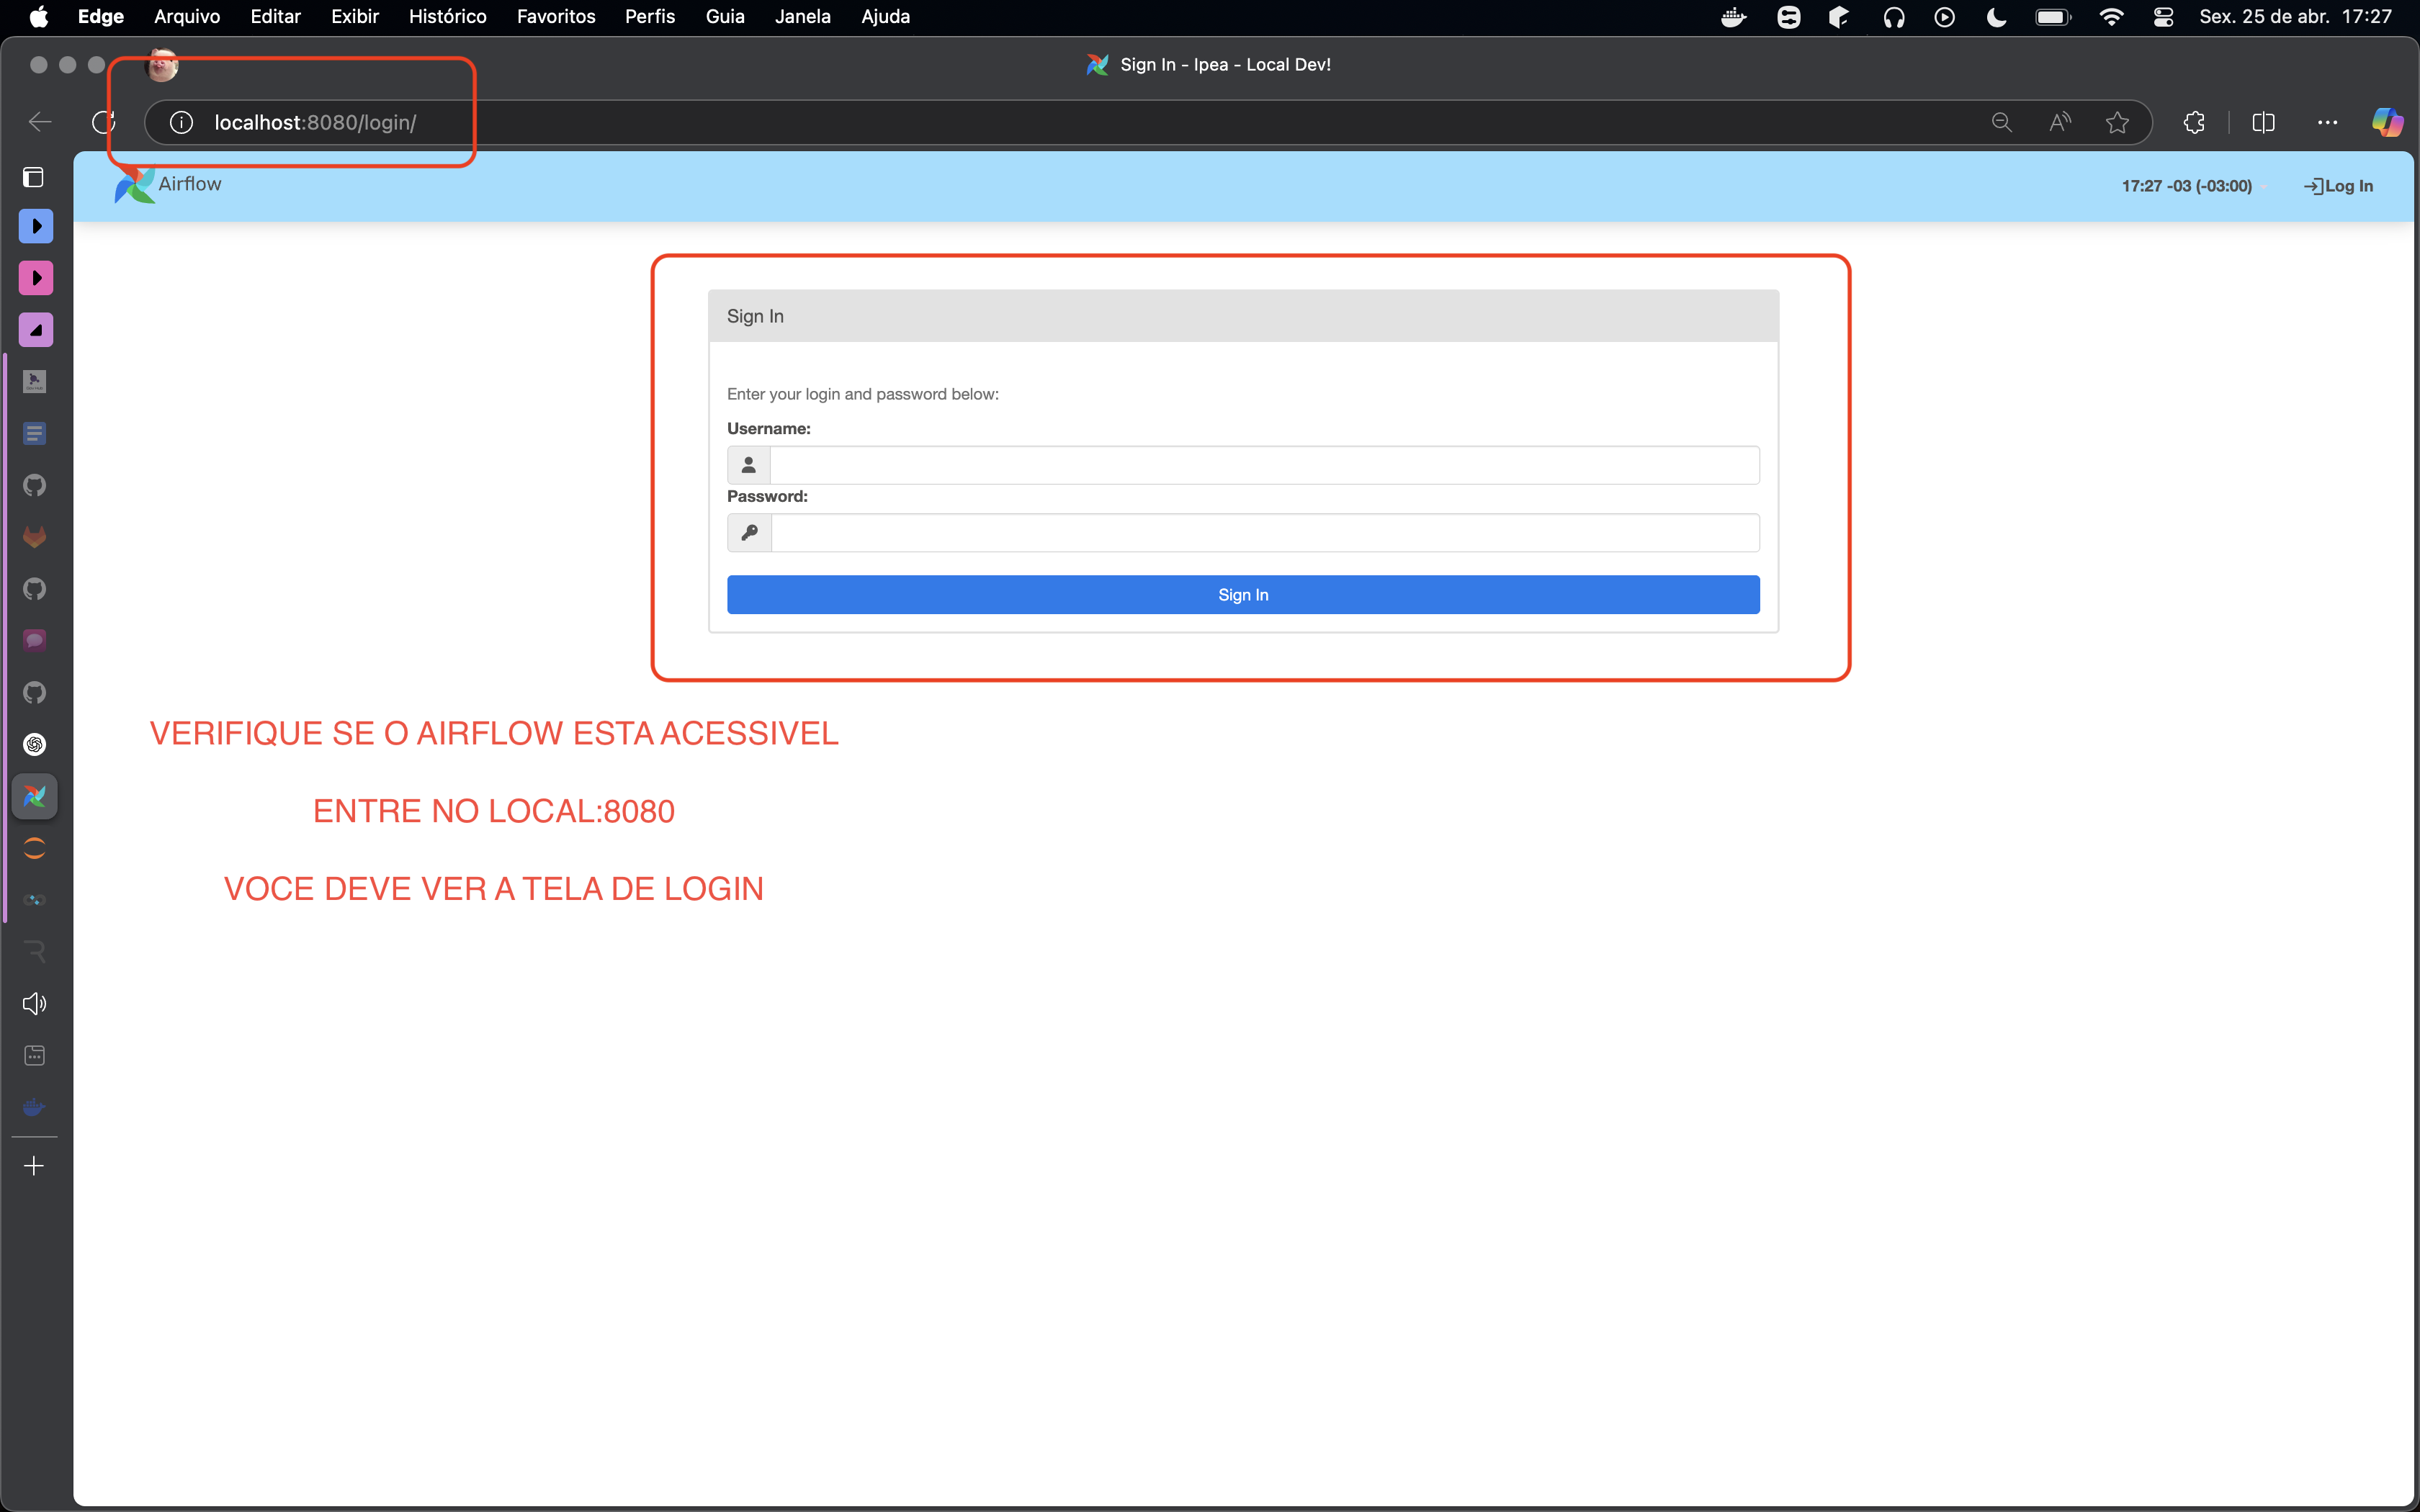 Edge Arquivo Editar Exibir Histórico Favoritos Perfis Guia Janela Ajuda Sex. 25 de abr. 17:27
Sign In - Ipea - Local Dev!
localhost:8080/login/
Airflow 17:27 -03 (-03:00) Log In
Sign In
Enter your login and password below:
Username:
Password:
Sign In
VERIFIQUE SE O AIRFLOW ESTA ACESSIVEL
ENTRE NO LOCAL:8080
VOCE DEVE VER A TELA DE LOGIN